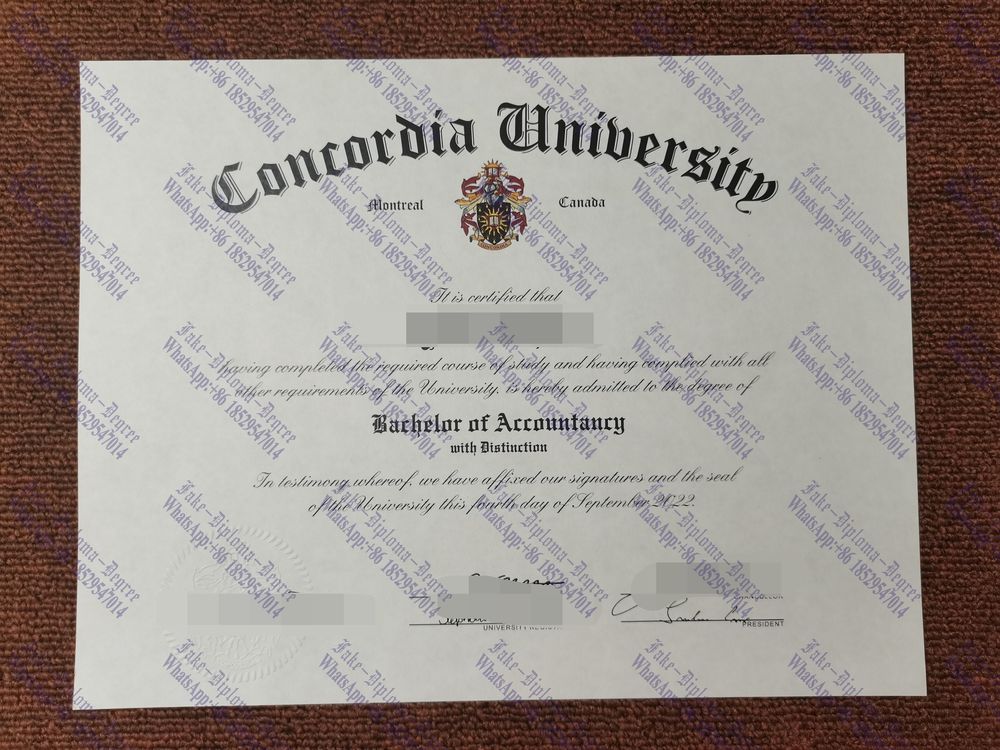 Concordia University
Montreal Canada
It is certified that
having completed the required course of study and having complied with all
other requirements of the University, is hereby admitted to the degree of
Bachelor of Accountancy
with Distinction
In testimony whereof, we have affixed our signatures and the seal
of the University this fourth day of September 2022.
CHANCELLOR
UNIVERSITY
PRESIDENT
Fake-Diploma-Degree
WhatsApp:+86 18529547014